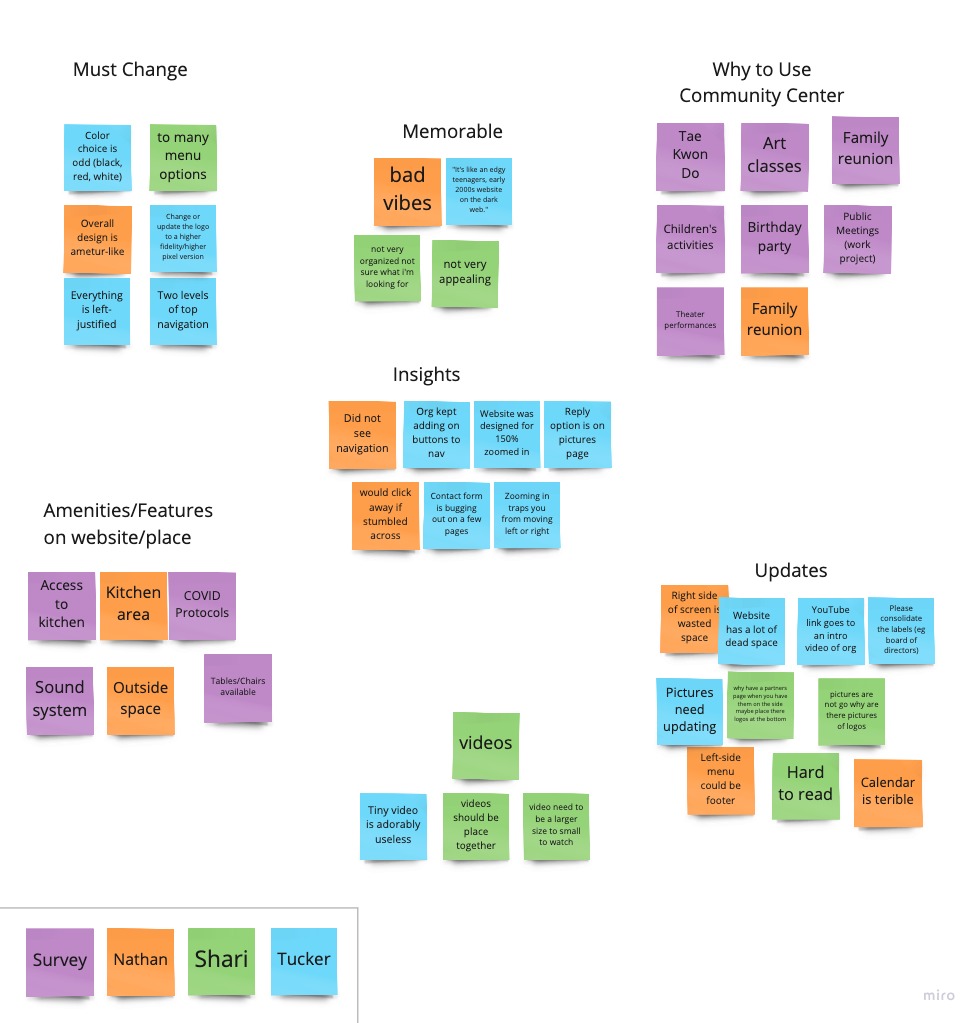 Must Change
Color
choice is
odd (black,
red, white)
to many
menu
options
Overall
design is
ametur-like
Change or
update the logo
to a higher
fidelity/higher
pixel version
Everything
is left-
justified
Two levels
of top
navigation
Memorable
bad
vibes
"It's like an edgy
teenagers, early
2000s website
on the dark
web."
not very
organized not
sure what i'm
looking for
not very
appealing
Why to Use
Community Center
Tae
Kwon
Do
Art
classes
Family
reunion
Children's
activities
Birthday
party
Public
Meetings
(work
project)
Theater
performances
Family
reunion
Insights
Did not
see
navigation
Org kept
adding on
buttons to
nav
Website was
designed for
150%
zoomed in
Reply
option is on
pictures
page
would click
away if
stumbled
across
Contact form
is bugging
out on a few
pages
Zooming in
traps you
from moving
left or right
Amenities/Features
on website/place
Access
to
kitchen
Kitchen
area
COVID
Protocols
Sound
system
Outside
space
Tables/Chairs
available
Updates
Right side
of screen is
wasted
space
Website
has a lot of
dead space
YouTube
link goes to
an intro
video of org
Please
consolidate
the labels (eg
board of
directors)
Pictures
need
updating
why have a partners
page when you have
them on the side
maybe place there
logos at the bottom
pictures are
not go why are
there pictures
of logos
Left-side
menu
could be
footer
Hard
to read
Calendar
is terible
videos
Tiny video
is adorably
useless
videos
should be
place
together
video need to
be a larger
size to small
to watch
Survey
Nathan
Shari
Tucker
miro